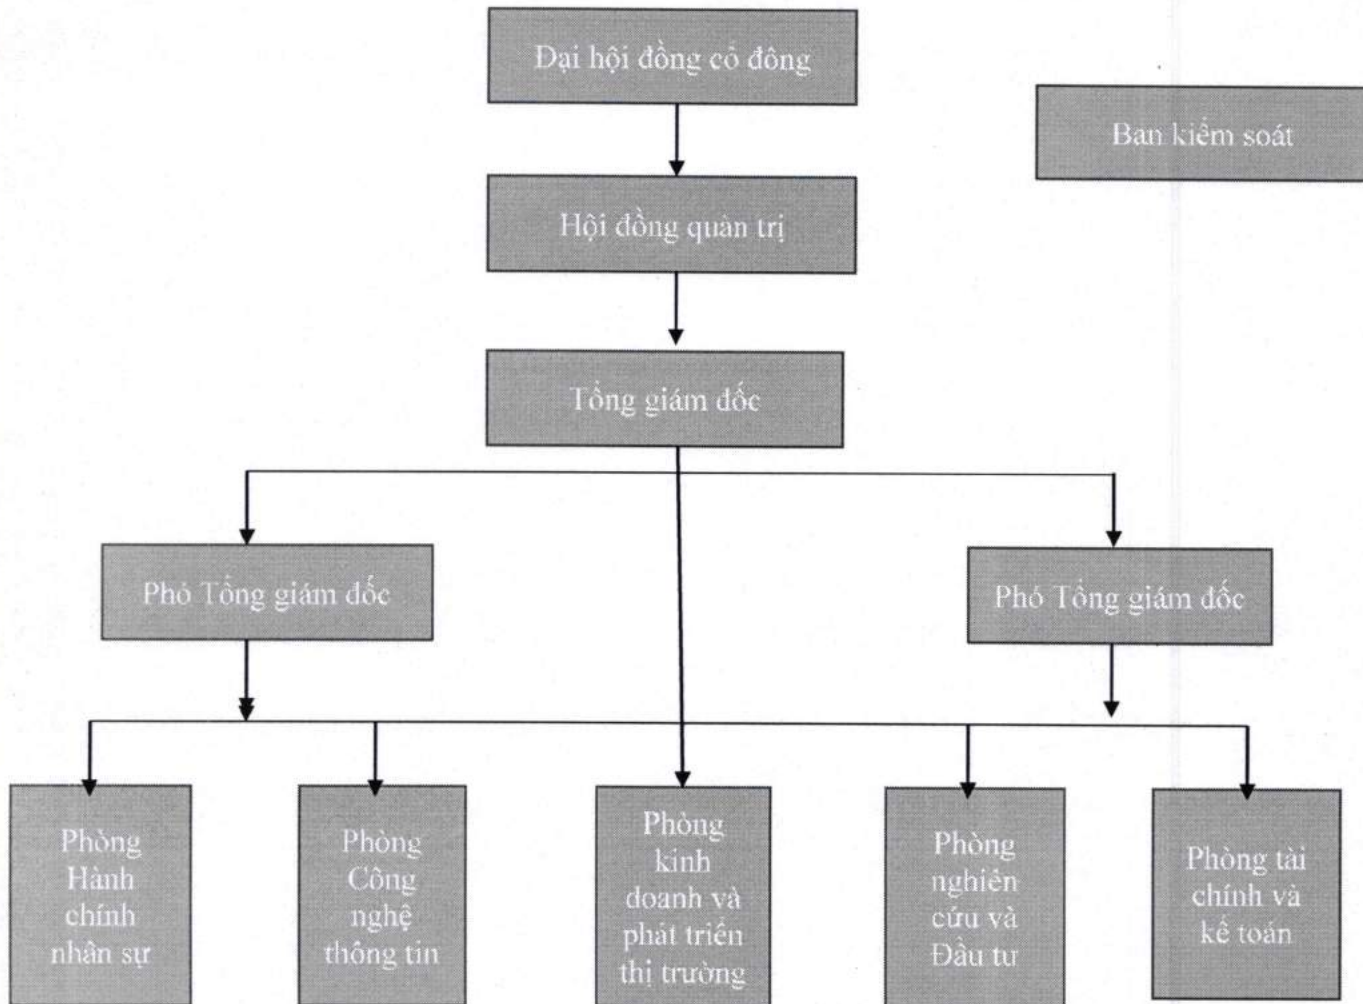 Đại hội đồng cổ đông
Ban kiểm soát
Hội đồng quản trị
Tổng giám đốc
Phó Tổng giám đốc
Phó Tổng giám đốc
Phòng
Hành
chính
nhân sự
Phòng
Công
nghệ
thông tin
Phòng
kinh
doanh và
phát triển
thị trường
Phòng
nghiên
cứu và
Đầu tư
Phòng tài
chính và
kế toán